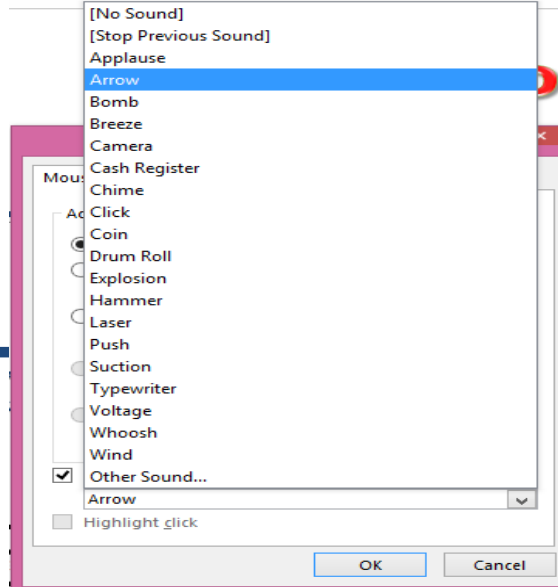 [No Sound]
[Stop Previous Sound]
Applause
Arrow
Bomb
Breeze
Camera
Cash Register
Chime
Click
Coin
Drum Roll
Explosion
Hammer
Laser
Push
Suction
Typewriter
Voltage
Whoosh
Wind
Other Sound...
Arrow
Highlight click
OK Cancel